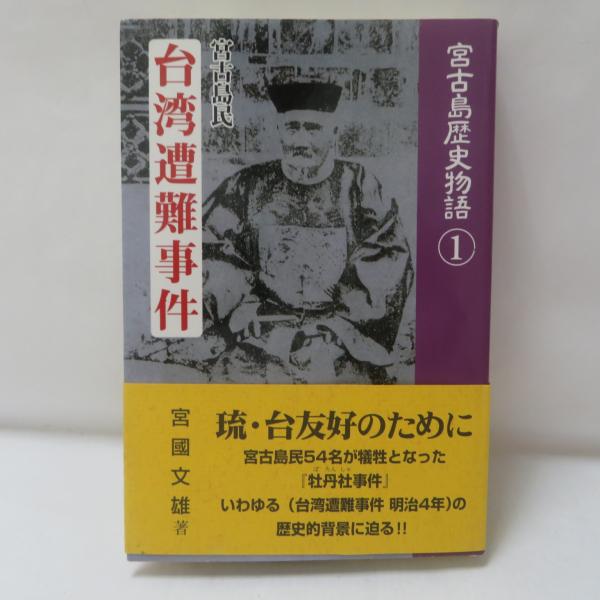 宮古島歴史物語①
宮古島民
台湾遭難事件
宮國文雄著
琉・台友好のために
宮古島民54名が犠牲となった
ぼたんしゃ
『牡丹社事件』
いわゆる（台湾遭難事件 明治4年）の
歴史的背景に迫る!!